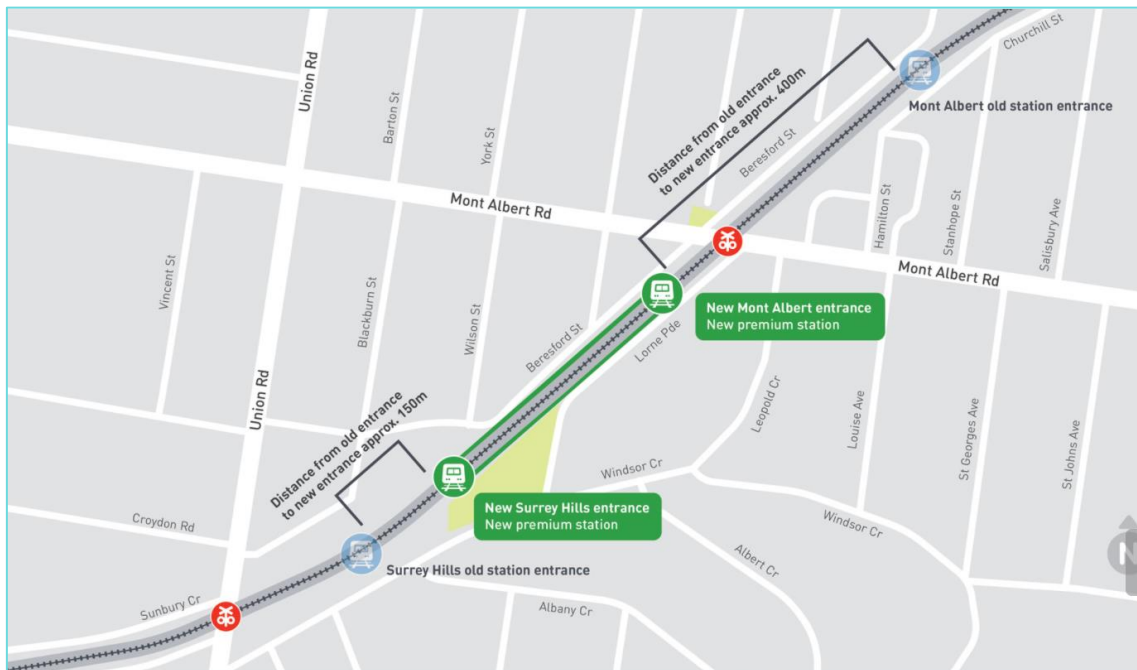 Churchill St
Union Rd
Barton St
York St
Distance from old entrance
to new entrance approx. 400m
Mont Albert old station entrance
Beresford St
Mont Albert Rd
Hamilton St
Stanhope St
Salisbury Ave
Vincent St
Blackburn St
Wilson St
Mont Albert Rd
New Mont Albert entrance
New premium station
Beresford St
Lorne Pde
Union Rd
Leopold Cr
Louise Ave
St Georges Ave
St Johns Ave
Distance from old entrance
to new entrance approx. 150m
Windsor Cr
Croydon Rd
New Surrey Hills entrance
New premium station
Windsor Cr
Albert Cr
Surrey Hills old station entrance
Sunbury Cr
Albany Cr
N